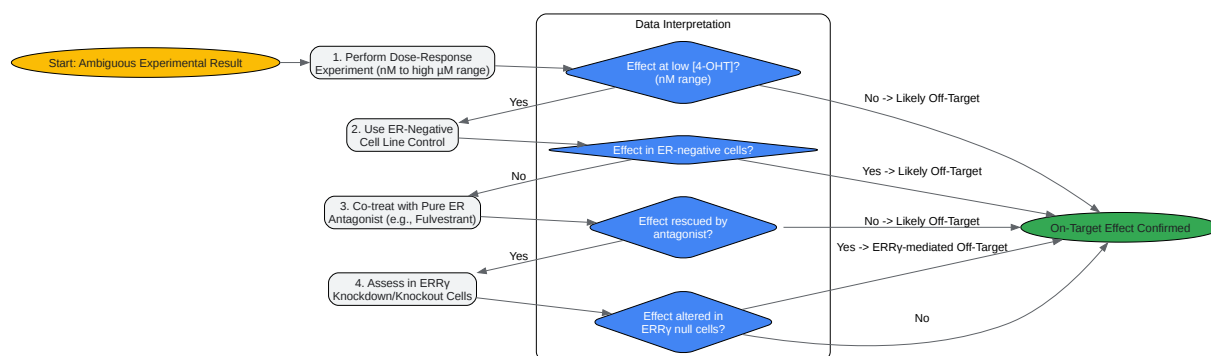 Data Interpretation
Start: Ambiguous Experimental Result
1. Perform Dose-Response
Experiment (nM to high µM range)
Effect at low [4-OHT]?
(nM range)
No -> Likely Off-Target
Yes
2. Use ER-Negative
Cell Line Control
Effect in ER-negative cells?
Yes -> Likely Off-Target
No
3. Co-treat with Pure ER
Antagonist (e.g., Fulvestrant)
Effect rescued by
antagonist?
No -> Likely Off-Target
On-Target Effect Confirmed
Yes -> ERRγ-mediated Off-Target
Yes
4. Assess in ERRγ
Knockdown/Knockout Cells
Effect altered in
ERRγ null cells?
No